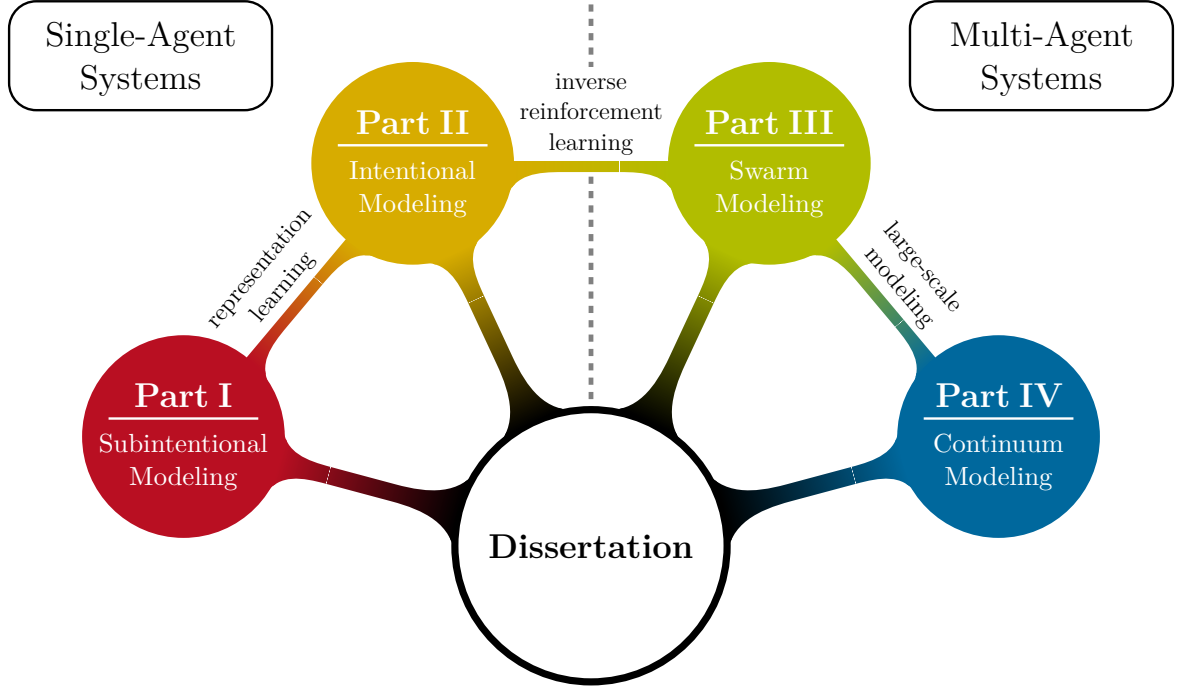 Single-Agent
Systems
Multi-Agent
Systems
inverse
reinforcement
learning
Part II
Intentional
Modeling
Part III
Swarm
Modeling
representation
learning
large-scale
modeling
Part I
Subintentional
Modeling
Part IV
Continuum
Modeling
Dissertation